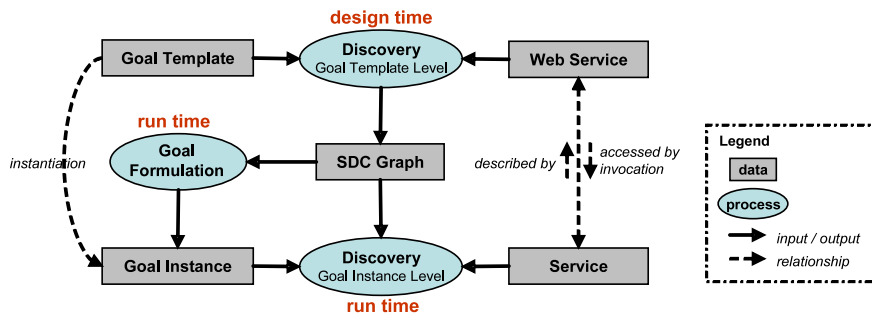 design time
Goal Template
Discovery
Goal Template Level
Web Service
run time
instantiation
Goal
Formulation
SDC Graph
described by
accessed by
invocation
Goal Instance
Discovery
Goal Instance Level
Service
run time
Legend
data
process
input / output
relationship